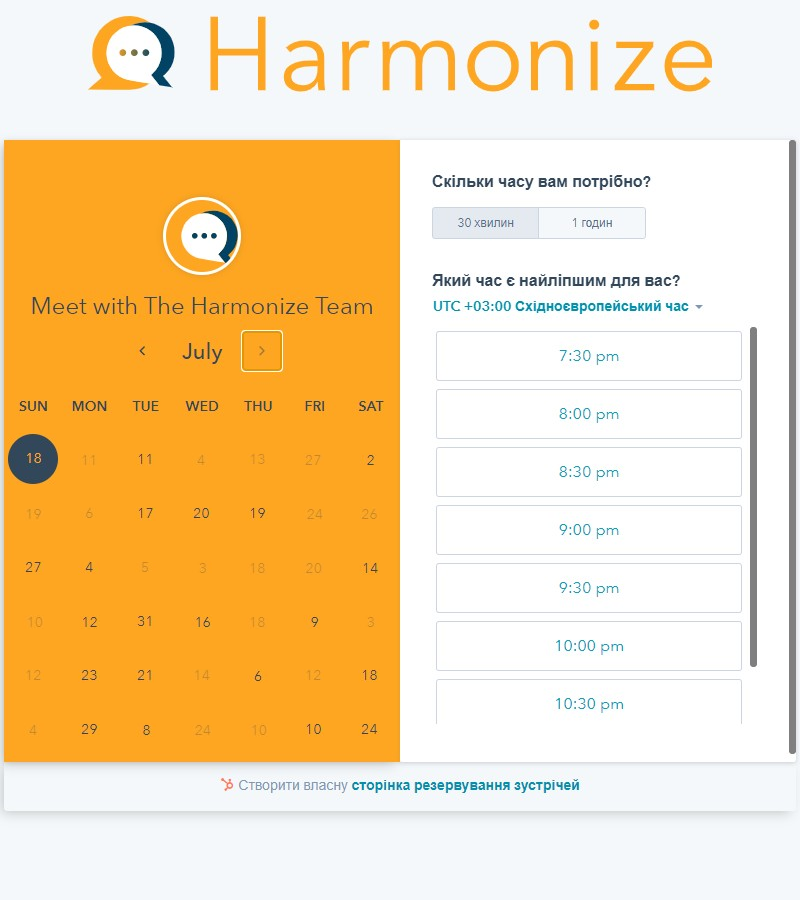 Harmonize
Meet with The Harmonize Team
July
SUN MON TUE WED THU FRI SAT
18 11 11 4 13 27 2
19 6 17 20 19 24 26
27 4 5 3 18 20 14
10 12 31 16 18 9 3
12 23 21 14 6 12 18
4 29 8 24 10 10 24
Скільки часу вам потрібно?
30 хвилин 1 годин
Який час є найліпшим для вас?
UTC +03:00 Східноєвропейський час
7:30 pm
8:00 pm
8:30 pm
9:00 pm
9:30 pm
10:00 pm
10:30 pm
Створити власну сторінка резервування зустрічей